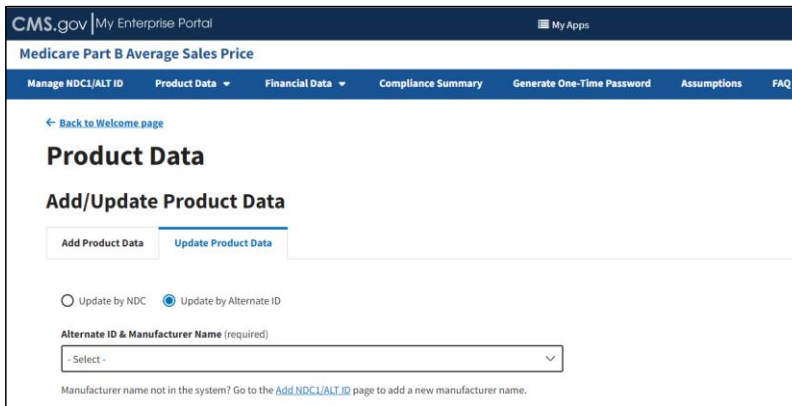 CMS.gov My Enterprise Portal My Apps
Medicare Part B Average Sales Price
Manage NDC1/ALT ID Product Data Financial Data Compliance Summary Generate One-Time Password Assumptions FAQ
← Back to Welcome page
Product Data
Add/Update Product Data
Add Product Data Update Product Data
Update by NDC Update by Alternate ID
Alternate ID & Manufacturer Name (required)
- Select -
Manufacturer name not in the system? Go to the Add NDC1/ALT ID page to add a new manufacturer name.